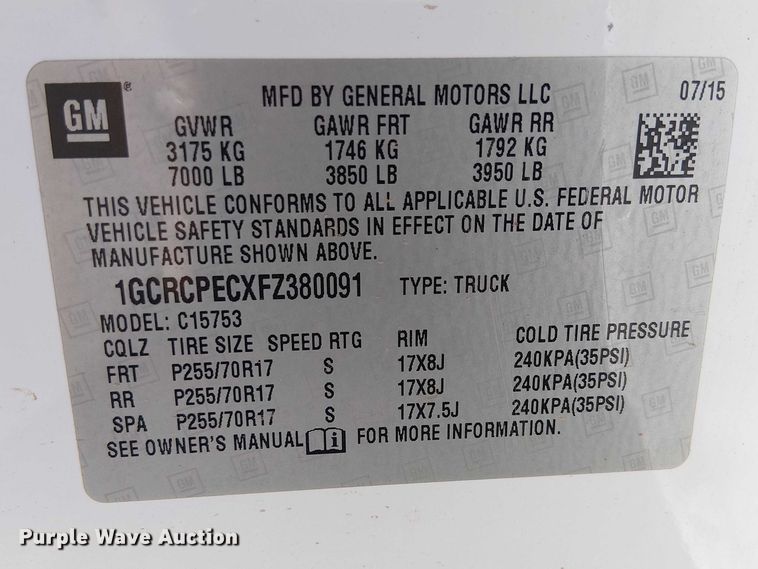 GM ®
MFD BY GENERAL MOTORS LLC 07/15
GVWR GAWR FRT GAWR RR
3175 KG 1746 KG 1792 KG
7000 LB 3850 LB 3950 LB
THIS VEHICLE CONFORMS TO ALL APPLICABLE U.S. FEDERAL MOTOR
VEHICLE SAFETY STANDARDS IN EFFECT ON THE DATE OF
MANUFACTURE SHOWN ABOVE.
1GCRCPECXFZ380091 TYPE: TRUCK
MODEL: C15753
CQLZ TIRE SIZE SPEED RTG RIM COLD TIRE PRESSURE
FRT P255/70R17 S 17X8J 240KPA(35PSI)
RR P255/70R17 S 17X8J 240KPA(35PSI)
SPA P255/70R17 S 17X7.5J 240KPA(35PSI)
SEE OWNER'S MANUAL FOR MORE INFORMATION.
Purple Wave Auction